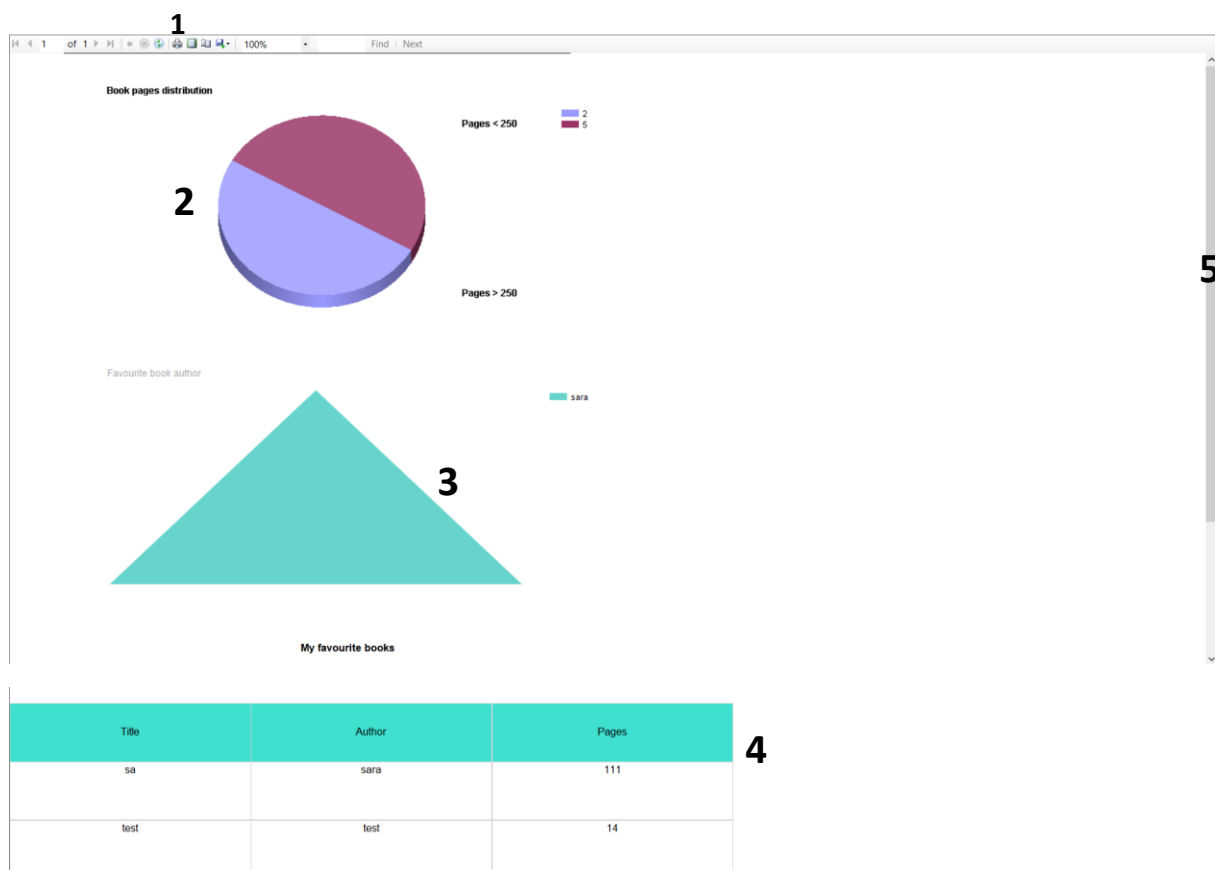 1
1 of 1 100% Find Next
Book pages distribution
Pages < 250
2
5
2
5
Pages > 250
Favourite book author
sara
3
My favourite books
Title Author Pages
4
sa sara 111
test test 14